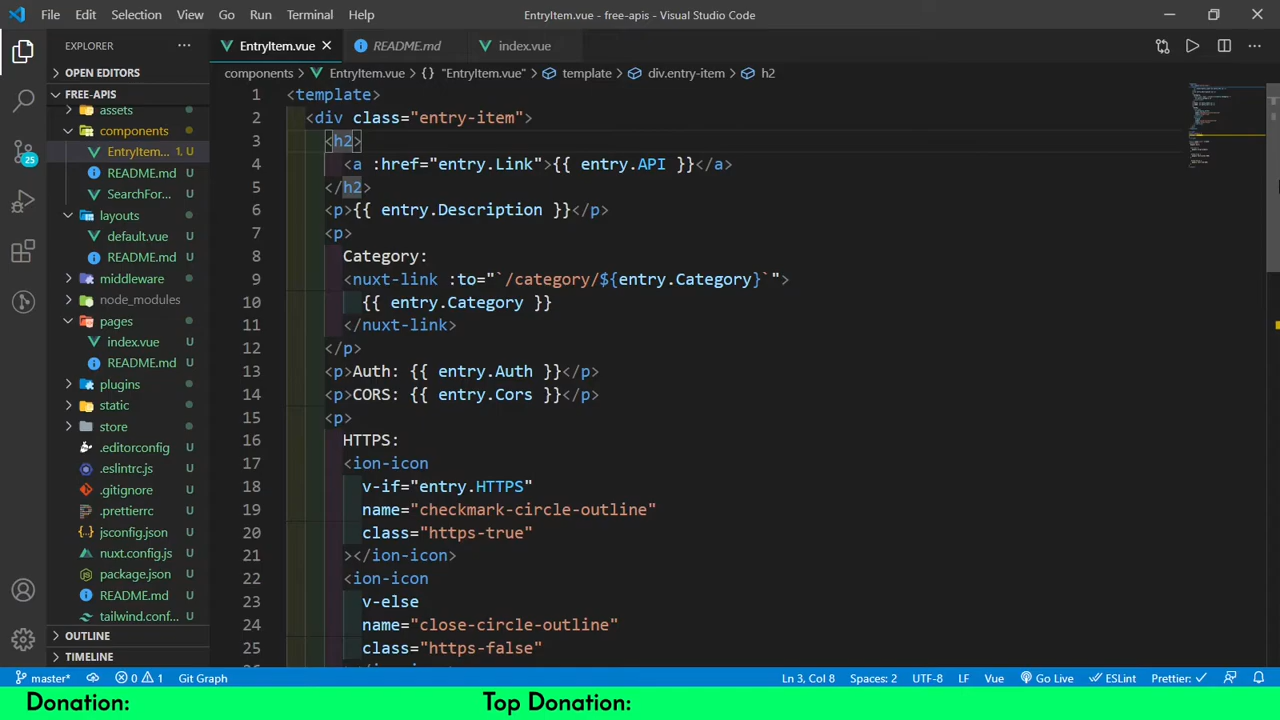 File Edit Selection View Go Run Terminal Help
EntryItem.vue - free-apis - Visual Studio Code
EXPLORER
EntryItem.vue
README.md
index.vue
components
EntryItem.vue
{} "EntryItem.vue"
template
div.entry-item
h2
OPEN EDITORS
FREE-APIS
assets
components
EntryItem... 1, U
README.md U
SearchFor... U
layouts
default.vue U
README.md U
middleware
node_modules
pages
index.vue U
README.md U
plugins
static
store
.editorconfig U
.eslintrc.js U
.gitignore U
.prettierrc U
jsconfig.json U
nuxt.config.js U
package.json U
README.md U
tailwind.conf... U
OUTLINE
TIMELINE
25
1 <template>
2 <div class="entry-item">
3 <h2>
4 <a :href="entry.Link">{{ entry.API }}</a>
5 </h2>
6 <p>{{ entry.Description }}</p>
7 <p>
8 Category:
9 <nuxt-link :to="`/category/${entry.Category}`">
10 {{ entry.Category }}
11 </nuxt-link>
12 </p>
13 <p>Auth: {{ entry.Auth }}</p>
14 <p>CORS: {{ entry.Cors }}</p>
15 <p>
16 HTTPS:
17 <ion-icon
18 v-if="entry.HTTPS"
19 name="checkmark-circle-outline"
20 class="https-true"
21 ></ion-icon>
22 <ion-icon
23 v-else
24 name="close-circle-outline"
25 class="https-false"
master* 0 1 Git Graph
Ln 3, Col 8 Spaces: 2 UTF-8 LF Vue Go Live ESLint Prettier: ✓
Donation: Top Donation: